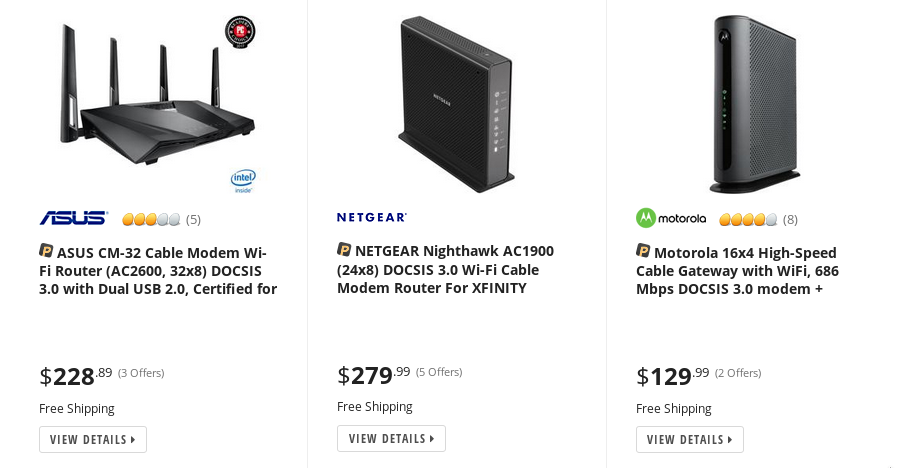 PC
intel
inside
NETGEAR
ASUS (5)
ASUS CM-32 Cable Modem Wi-
Fi Router (AC2600, 32x8) DOCSIS
3.0 with Dual USB 2.0, Certified for
$228.89 (3 Offers)
Free Shipping
VIEW DETAILS
NETGEAR
NETGEAR Nighthawk AC1900
(24x8) DOCSIS 3.0 Wi-Fi Cable
Modem Router For XFINITY
$279.99 (5 Offers)
Free Shipping
VIEW DETAILS
motorola (8)
Motorola 16x4 High-Speed
Cable Gateway with WiFi, 686
Mbps DOCSIS 3.0 modem +
$129.99 (2 Offers)
Free Shipping
VIEW DETAILS